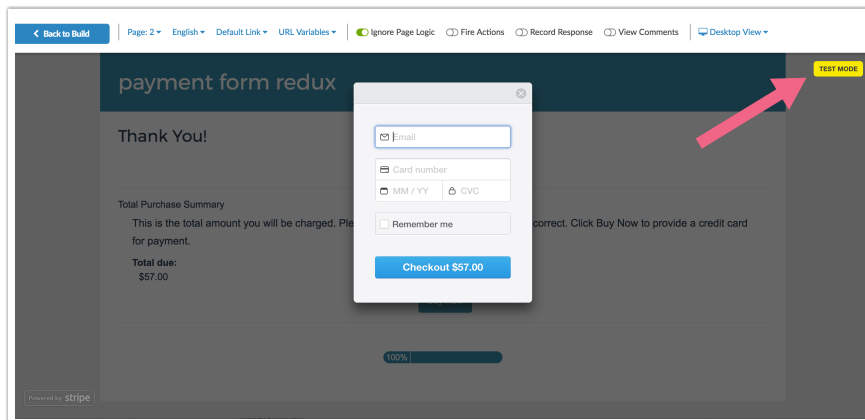 Back to Build
Page: 2
English
Default Link
URL Variables
Ignore Page Logic
Fire Actions
Record Response
View Comments
Desktop View
TEST MODE
payment form redux
Thank You!
Email
Card number
MM / YY
CVC
Remember me
Checkout $57.00
Total Purchase Summary
This is the total amount you will be charged. Ple
correct. Click Buy Now to provide a credit card
for payment.
Total due:
$57.00
100%
Powered by stripe